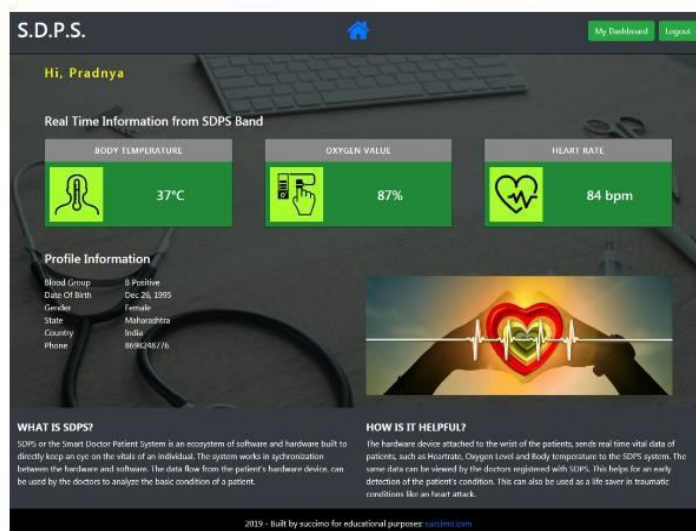 S.D.P.S.
My Dashboard
Logout
Hi, Pradnya
Real Time Information from SDPS Band
BODY TEMPERATURE
OXYGEN VALUE
HEART RATE
37°C
87%
84 bpm
Profile Information
Blood Group B Positive
Date Of Birth Dec 26, 1995
Gender Female
State Maharashtra
Country India
Phone 8698248776
WHAT IS SDPS?
SDPS or the Smart Doctor Patient System is an ecosystem of software and hardware built to
directly keep an eye on the vitals of an individual. The system works in sychronization
between the hardware and software. The data flow from the patient's hardware device, can
be used by the doctors to analyze the basic condition of a patient.
HOW IS IT HELPFUL?
The hardware device attached to the wrist of the patients, sends real time vital data of
patients, such as Heartrate, Oxygen Level and Body temperature to the SDPS system. The
same data can be viewed by the doctors registered with SDPS. This helps for an early
detection of the patient's condition. This can also be used as a life saver in traumatic
conditions like an heart attack.
2019 - Built by succimo for educational purposes succimo.com